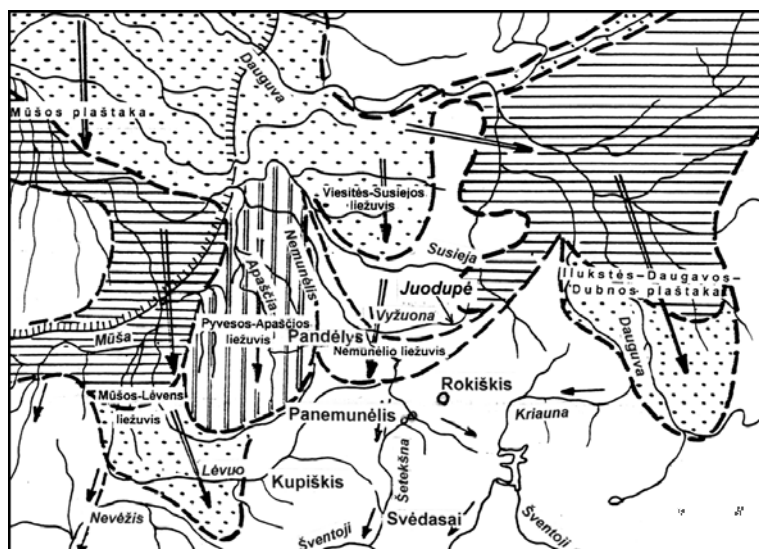 Dauguva
Mūšos plaštaka
Viesitės-Susiejos
liežuvis
Susieja
Nemunėlis
Apaščia
Juodupė
Illukstės–Daugavos–
Dubnos plaštaka
Vyžuona
Pyvesos-Apaščios
liežuvis
Mūša
Pandėlys
Nemunėlio liežuvis
Dauguva
Rokiškis
Mūšos-Lėvens
liežuvis
Panemunėlis
Kriauna
Šetekšna
Lėvuo
Kupiškis
Nevėžis
Svėdasai
Šventoji
Šventoji